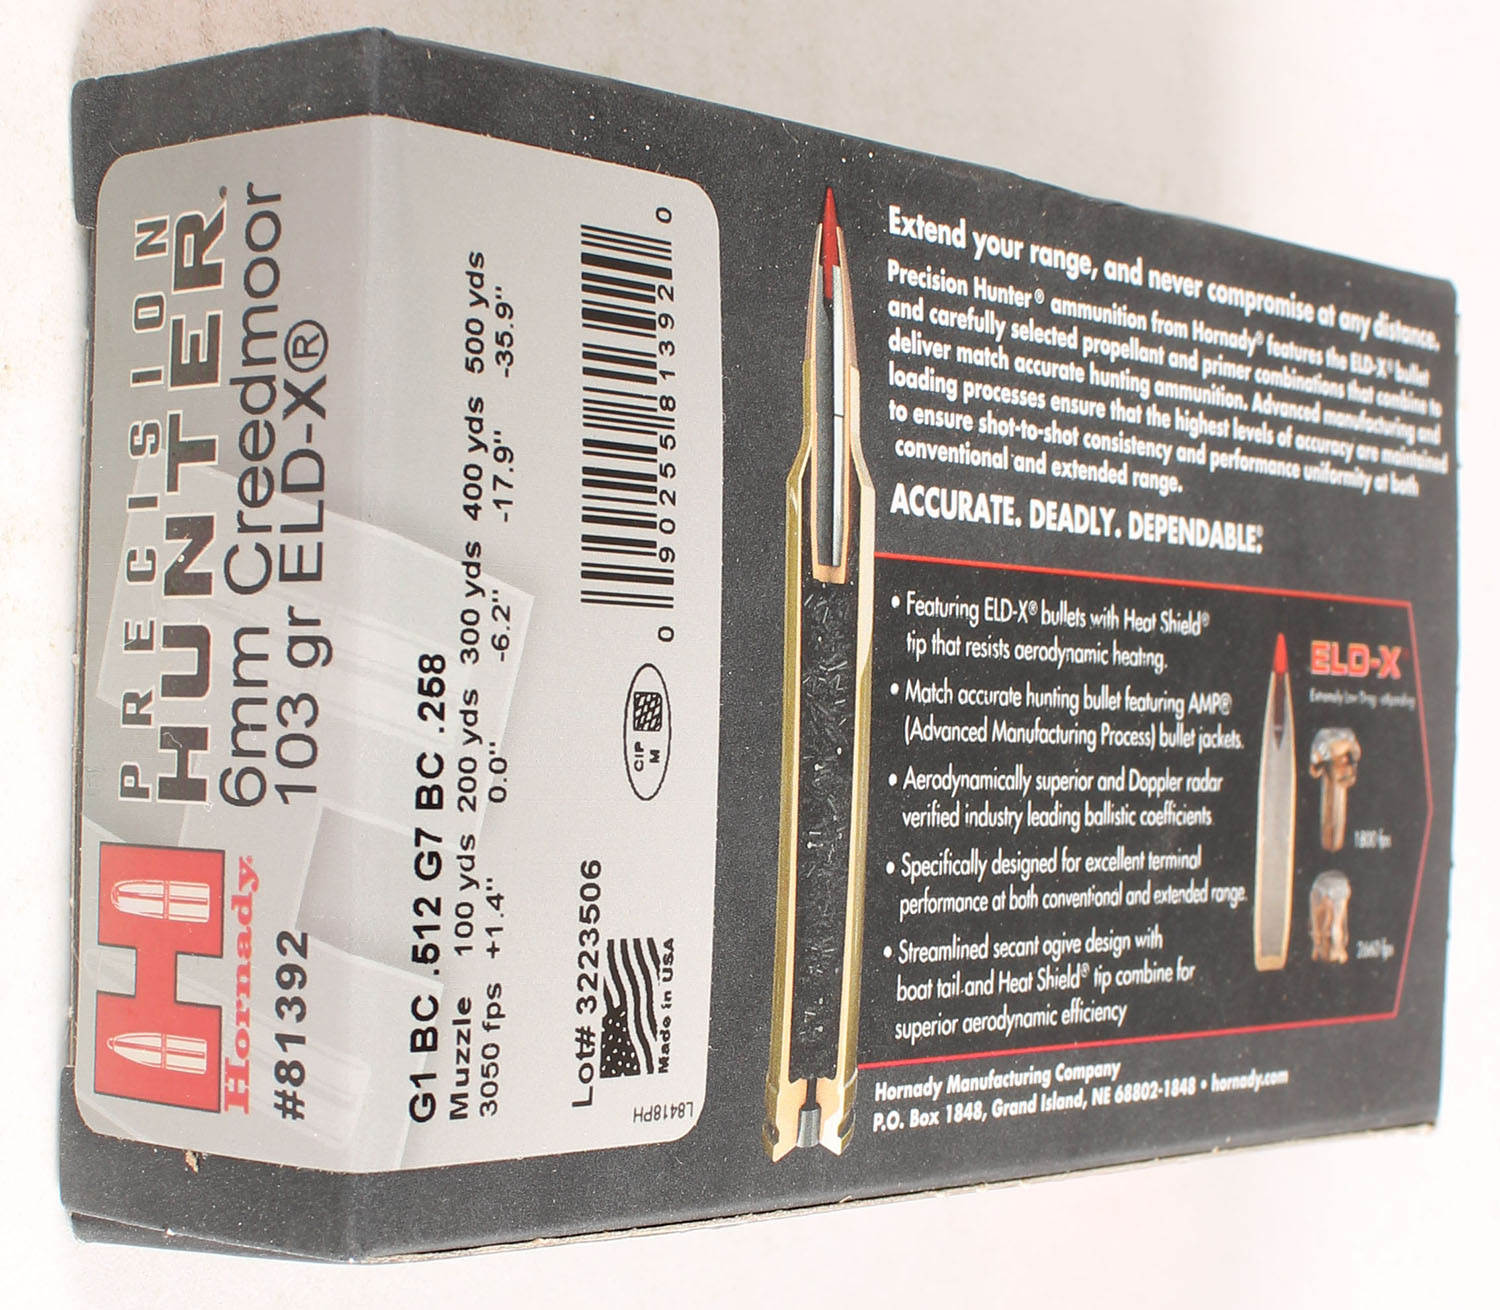 PRECISION
HUNTER
6mm Creedmoor
103 gr ELD-X®
Hornady
#81392
G1 BC .512 G7 BC .258
Muzzle 100 yds 200 yds 300 yds 400 yds 500 yds
3050 fps +1.4" 0.0" -6.2" -17.9" -35.9"
Lot# 3223506
Made in USA
CIP
M
0 90255 81392 0
L8418PH
Extend your range, and never compromise at any distance.
Precision Hunter® ammunition from Hornady® features the ELD-X® bullet
and carefully selected propellant and primer combinations that combine to
deliver match accurate hunting ammunition. Advanced manufacturing and
loading processes ensure that the highest levels of accuracy are maintained
to ensure shot-to-shot consistency and performance uniformity at both
conventional and extended range.
ACCURATE. DEADLY. DEPENDABLE.®
• Featuring ELD-X® bullets with Heat Shield®
tip that resists aerodynamic heating.
• Match accurate hunting bullet featuring AMP®
(Advanced Manufacturing Process) bullet jackets.
• Aerodynamically superior and Doppler radar
verified industry leading ballistic coefficients
• Specifically designed for excellent terminal
performance at both conventional and extended range.
• Streamlined secant ogive design with
boat tail and Heat Shield® tip combine for
superior aerodynamic efficiency
ELD-X
Extremely Low Drag - eXpanding
1800 fps
2660 fps
Hornady Manufacturing Company
P.O. Box 1848, Grand Island, NE 68802-1848 • hornady.com